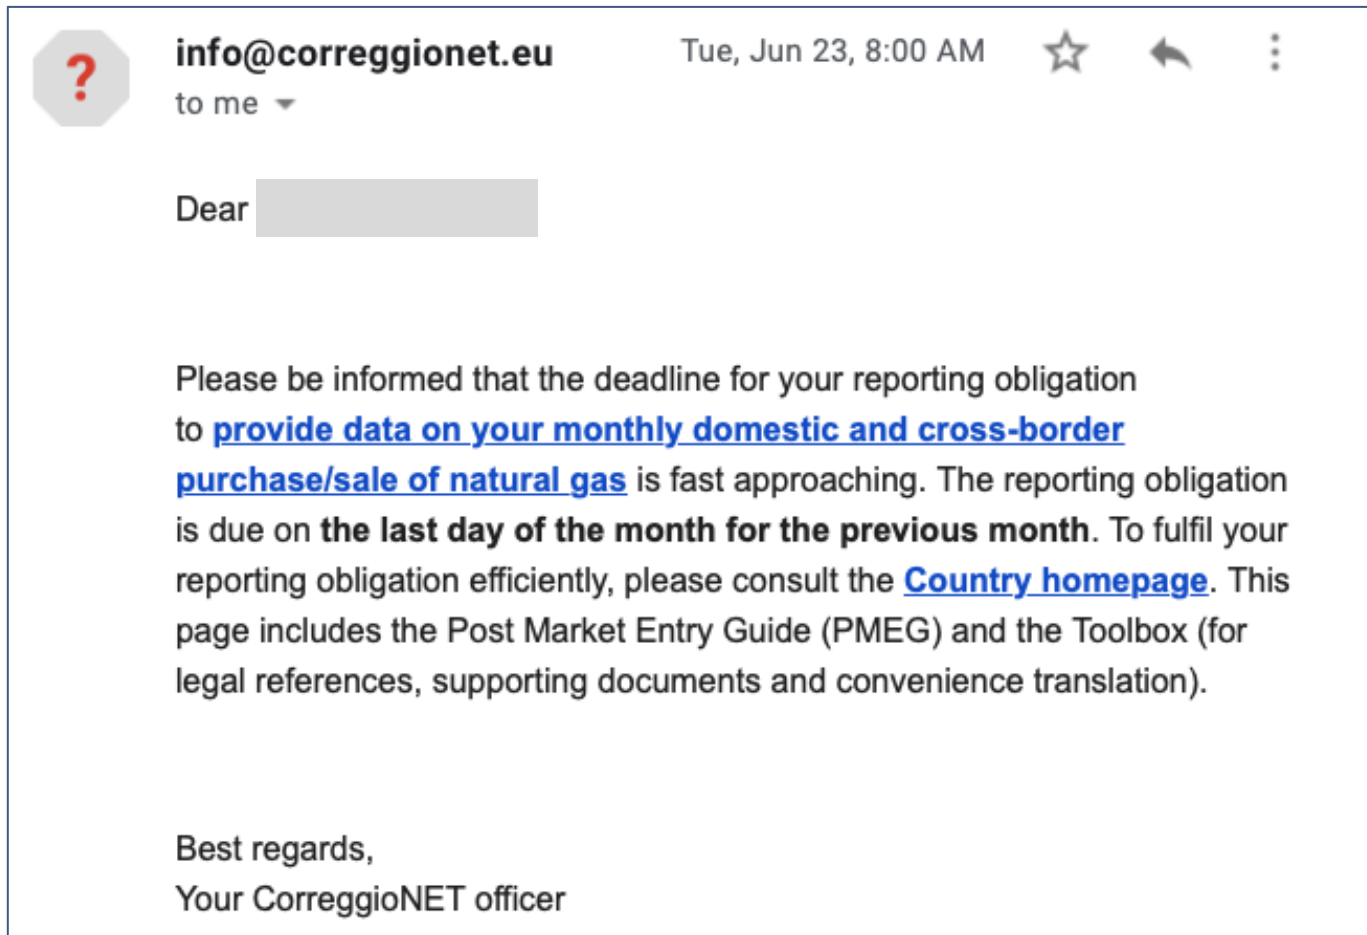 ?
info@correggionet.eu Tue, Jun 23, 8:00 AM
to me
Dear
Please be informed that the deadline for your reporting obligation
to provide data on your monthly domestic and cross-border
purchase/sale of natural gas is fast approaching. The reporting obligation
is due on the last day of the month for the previous month. To fulfil your
reporting obligation efficiently, please consult the Country homepage. This
page includes the Post Market Entry Guide (PMEG) and the Toolbox (for
legal references, supporting documents and convenience translation).
Best regards,
Your CorreggioNET officer